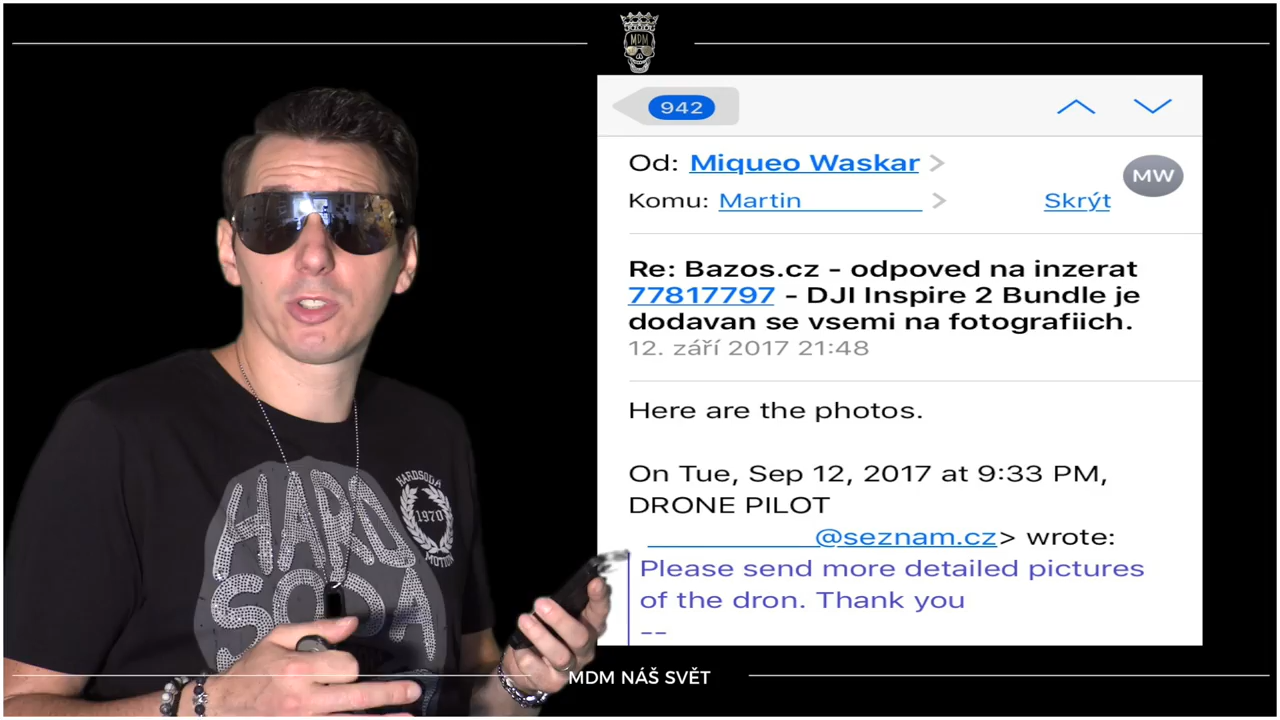 MDM
942
Od: Miqueo Waskar
MW
Komu: Martin
Skrýt
Re: Bazos.cz - odpoved na inzerat
77817797 - DJI Inspire 2 Bundle je
dodavan se vsemi na fotografiich.
12. září 2017 21:48
Here are the photos.
On Tue, Sep 12, 2017 at 9:33 PM,
DRONE PILOT
@seznam.cz> wrote:
Please send more detailed pictures
of the dron. Thank you
--
HARD
SODA
HARDSODA
1970
MDM NÁŠ SVĚT